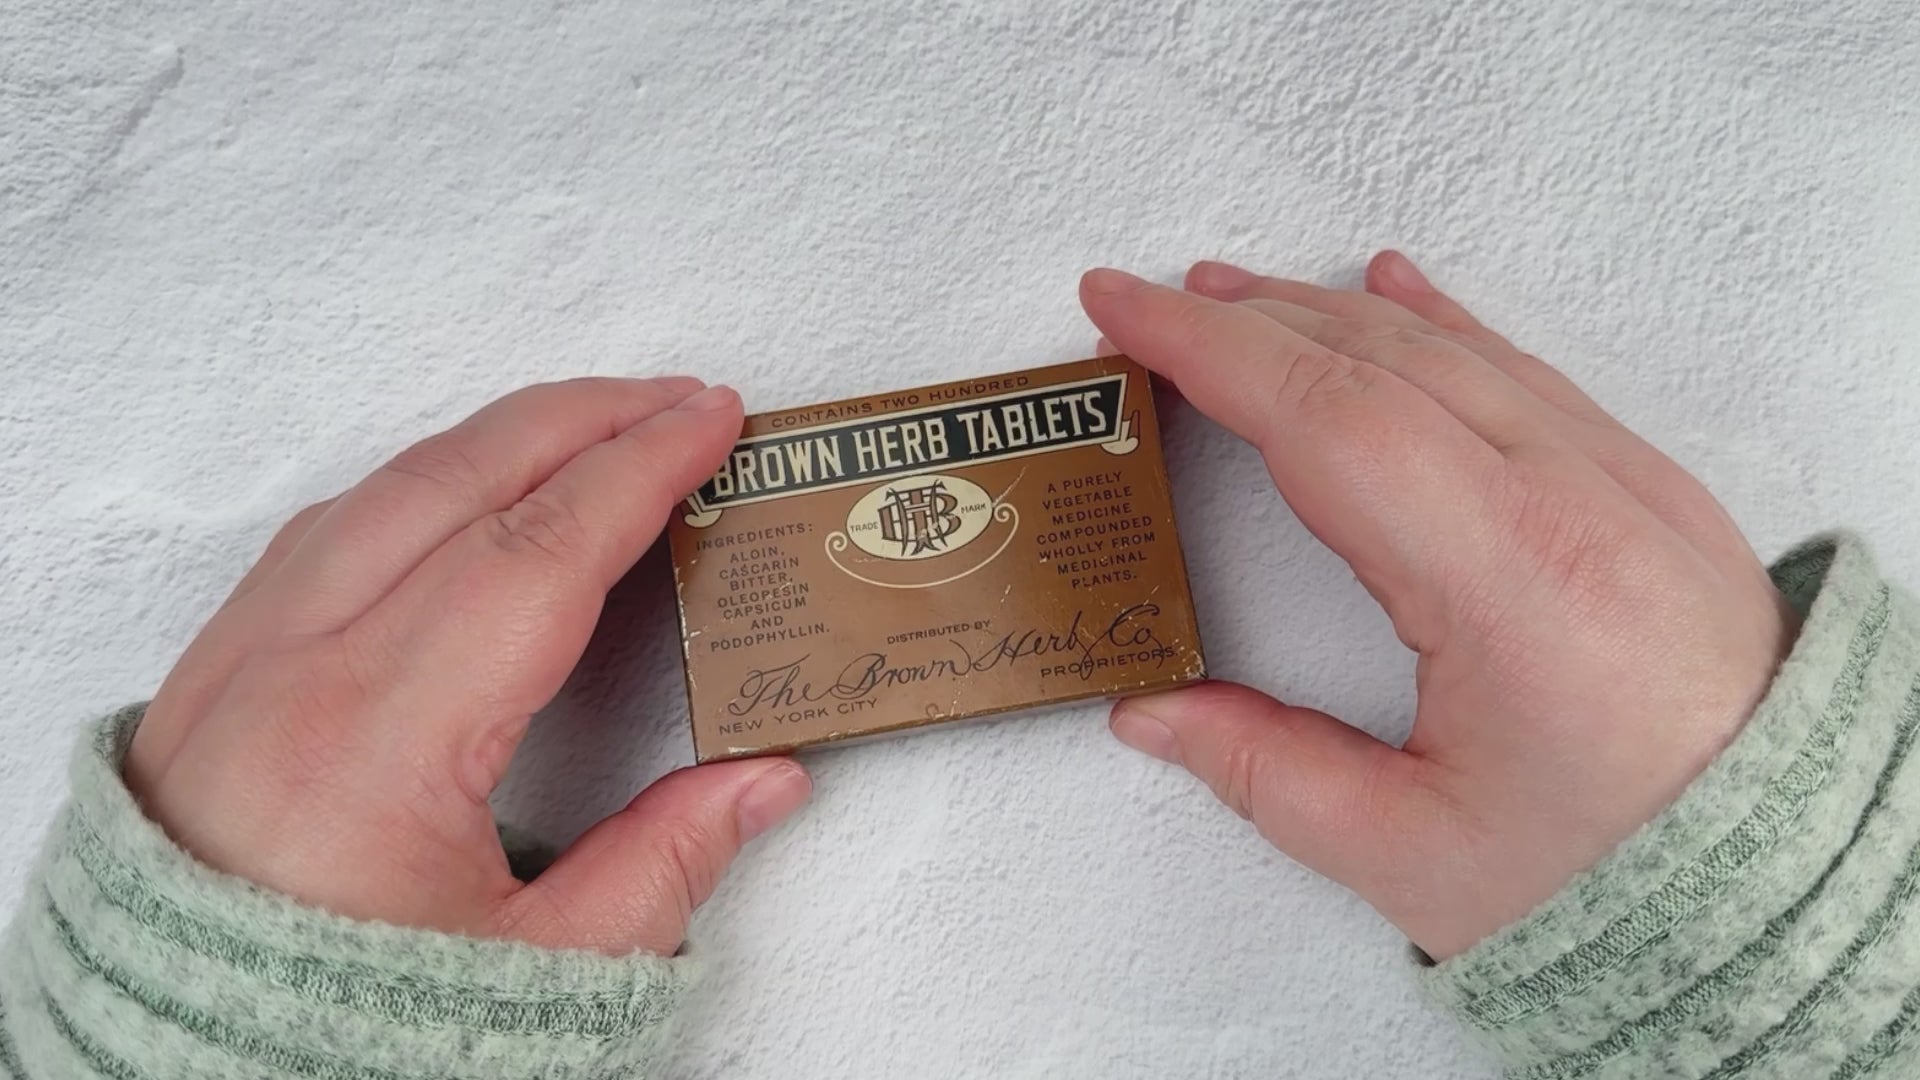 CONTAINS TWO HUNDRED
BROWN HERB TABLETS
TRADE MARK
INGREDIENTS:
ALOIN,
CASCARIN
BITTER,
OLEORESIN
CAPSICUM
AND
PODOPHYLLIN.
A PURELY
VEGETABLE
MEDICINE
COMPOUNDED
WHOLLY FROM
MEDICINAL
PLANTS.
DISTRIBUTED BY
The Brown Herb Co
PROPRIETORS.
NEW YORK CITY